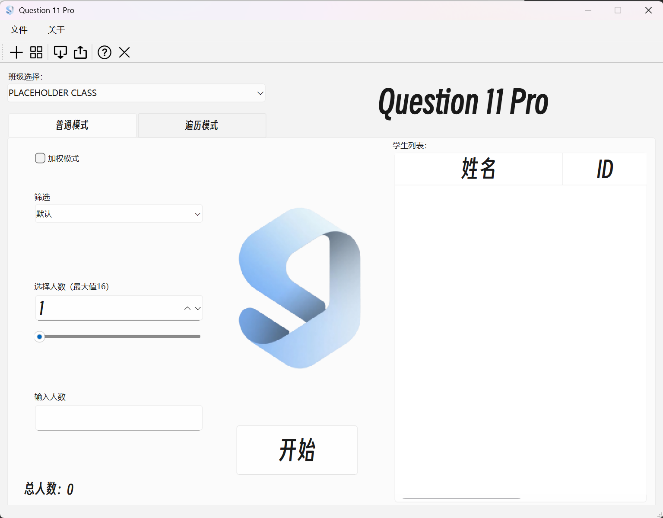 Question 11 Pro
文件 关于
班级选择:
PLACEHOLDER CLASS
Question 11 Pro
普通模式 遍历模式
学生列表:
加权模式
姓名 ID
筛选
默认
选择人数（最大值16）
1
输入人数
开始
总人数：0